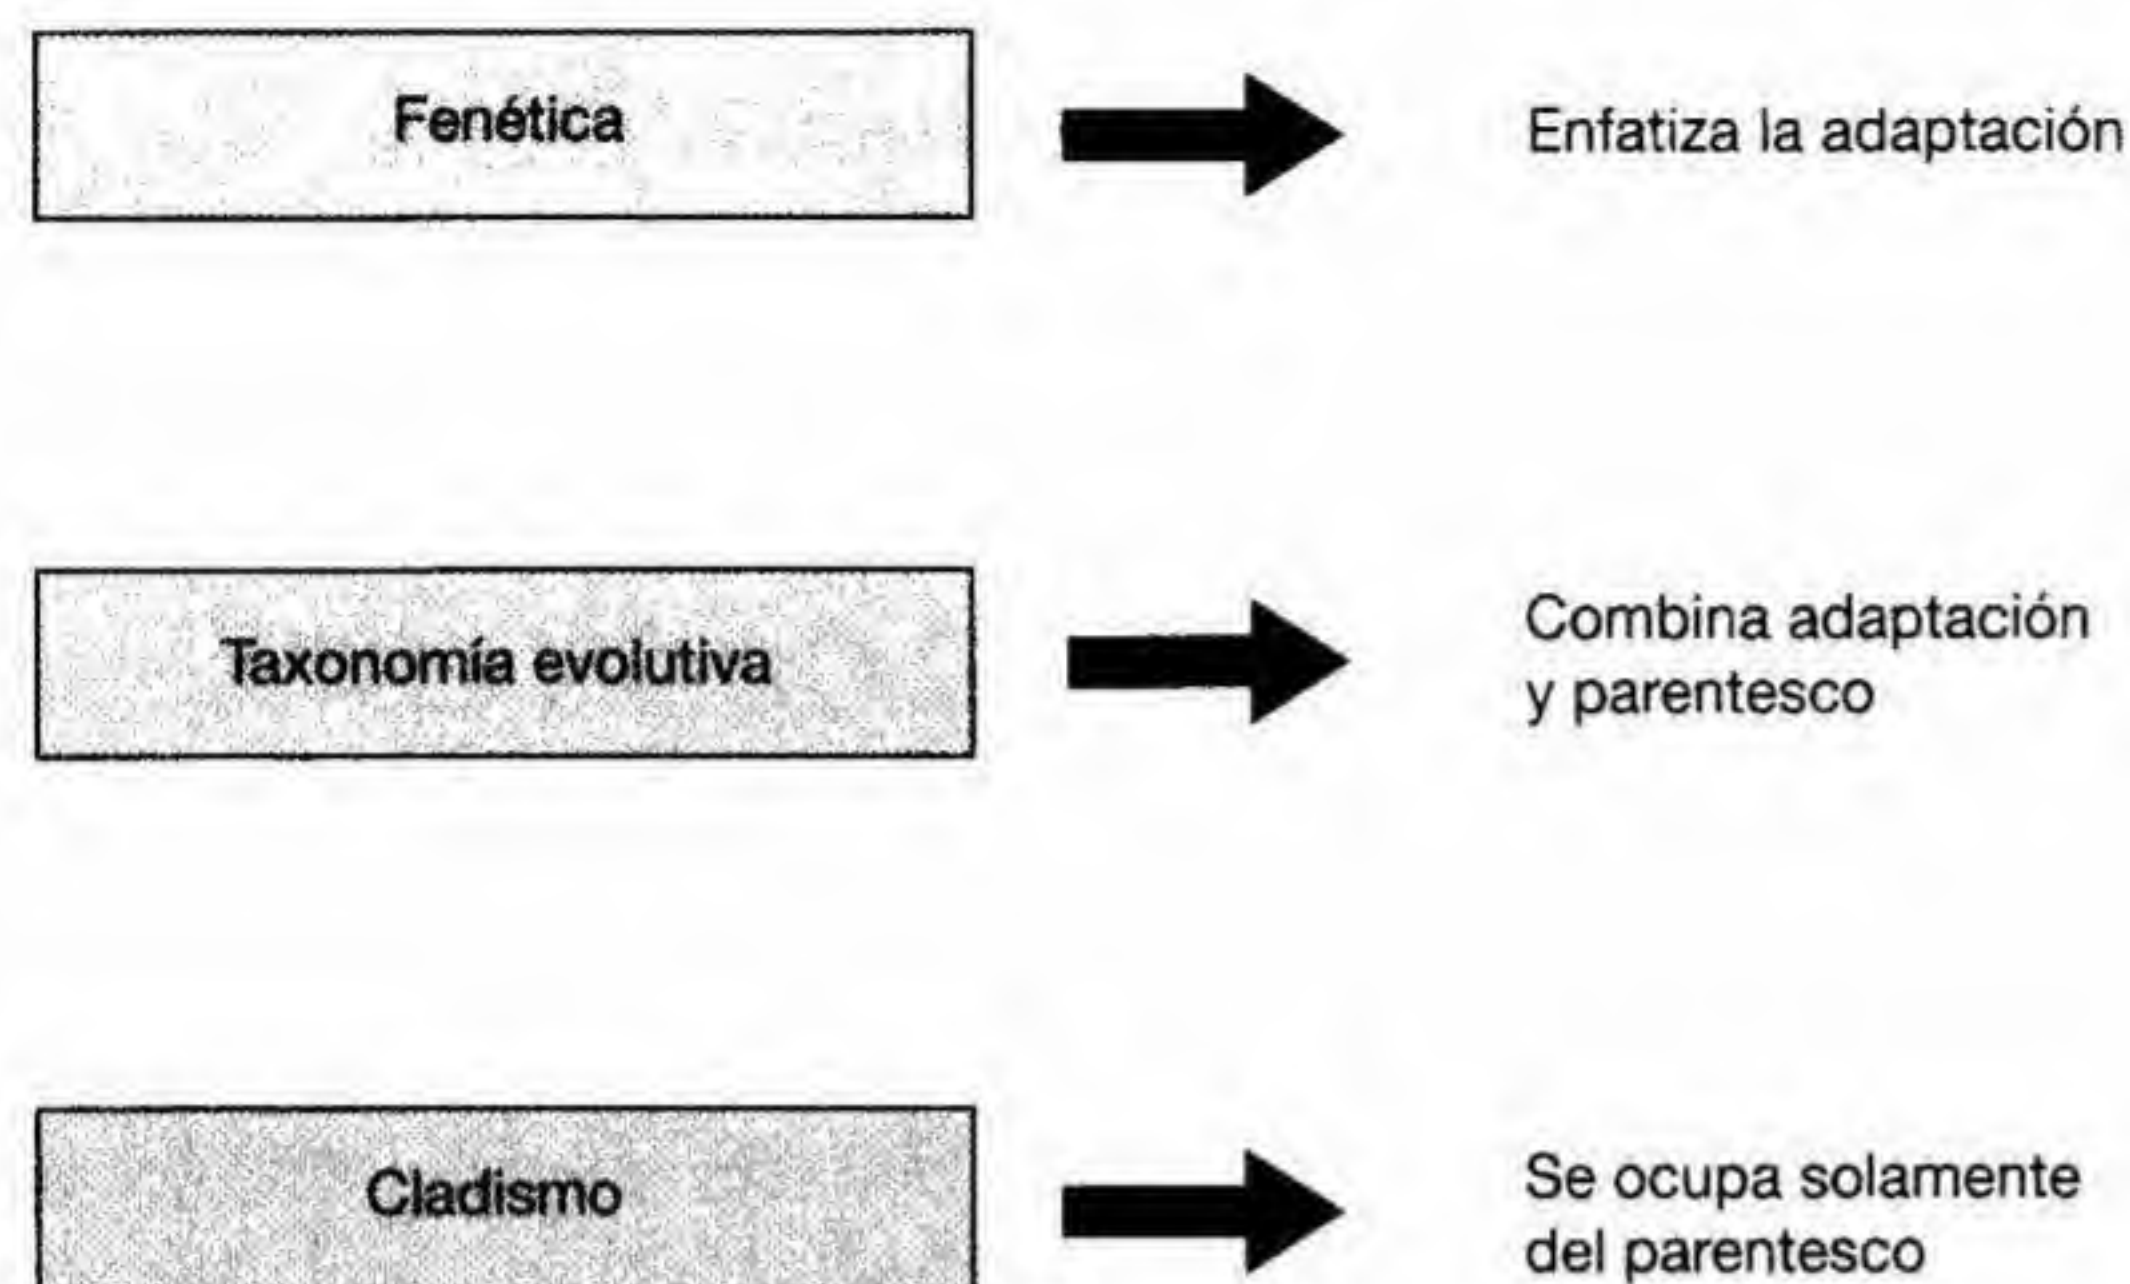 Fenética
Enfatiza la adaptación
Taxonomía evolutiva
Combina adaptación
y parentesco
Cladismo
Se ocupa solamente
del parentesco